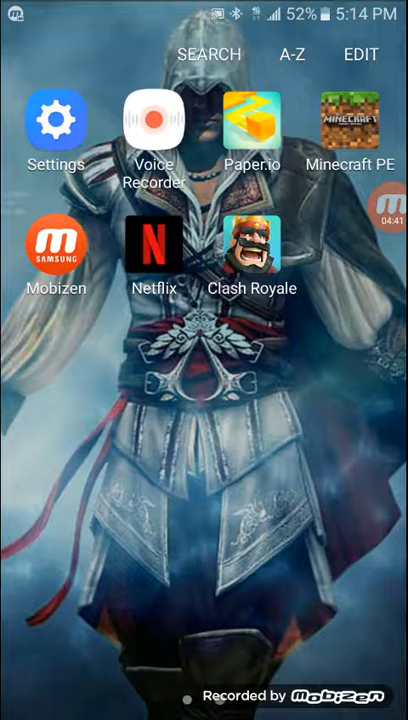 52% 5:14 PM
SEARCH A-Z EDIT
MINECRAFT
Settings Voice Recorder Paper.io Minecraft PE
04:41
SAMSUNG
Mobizen Netflix Clash Royale
Recorded by mobizen